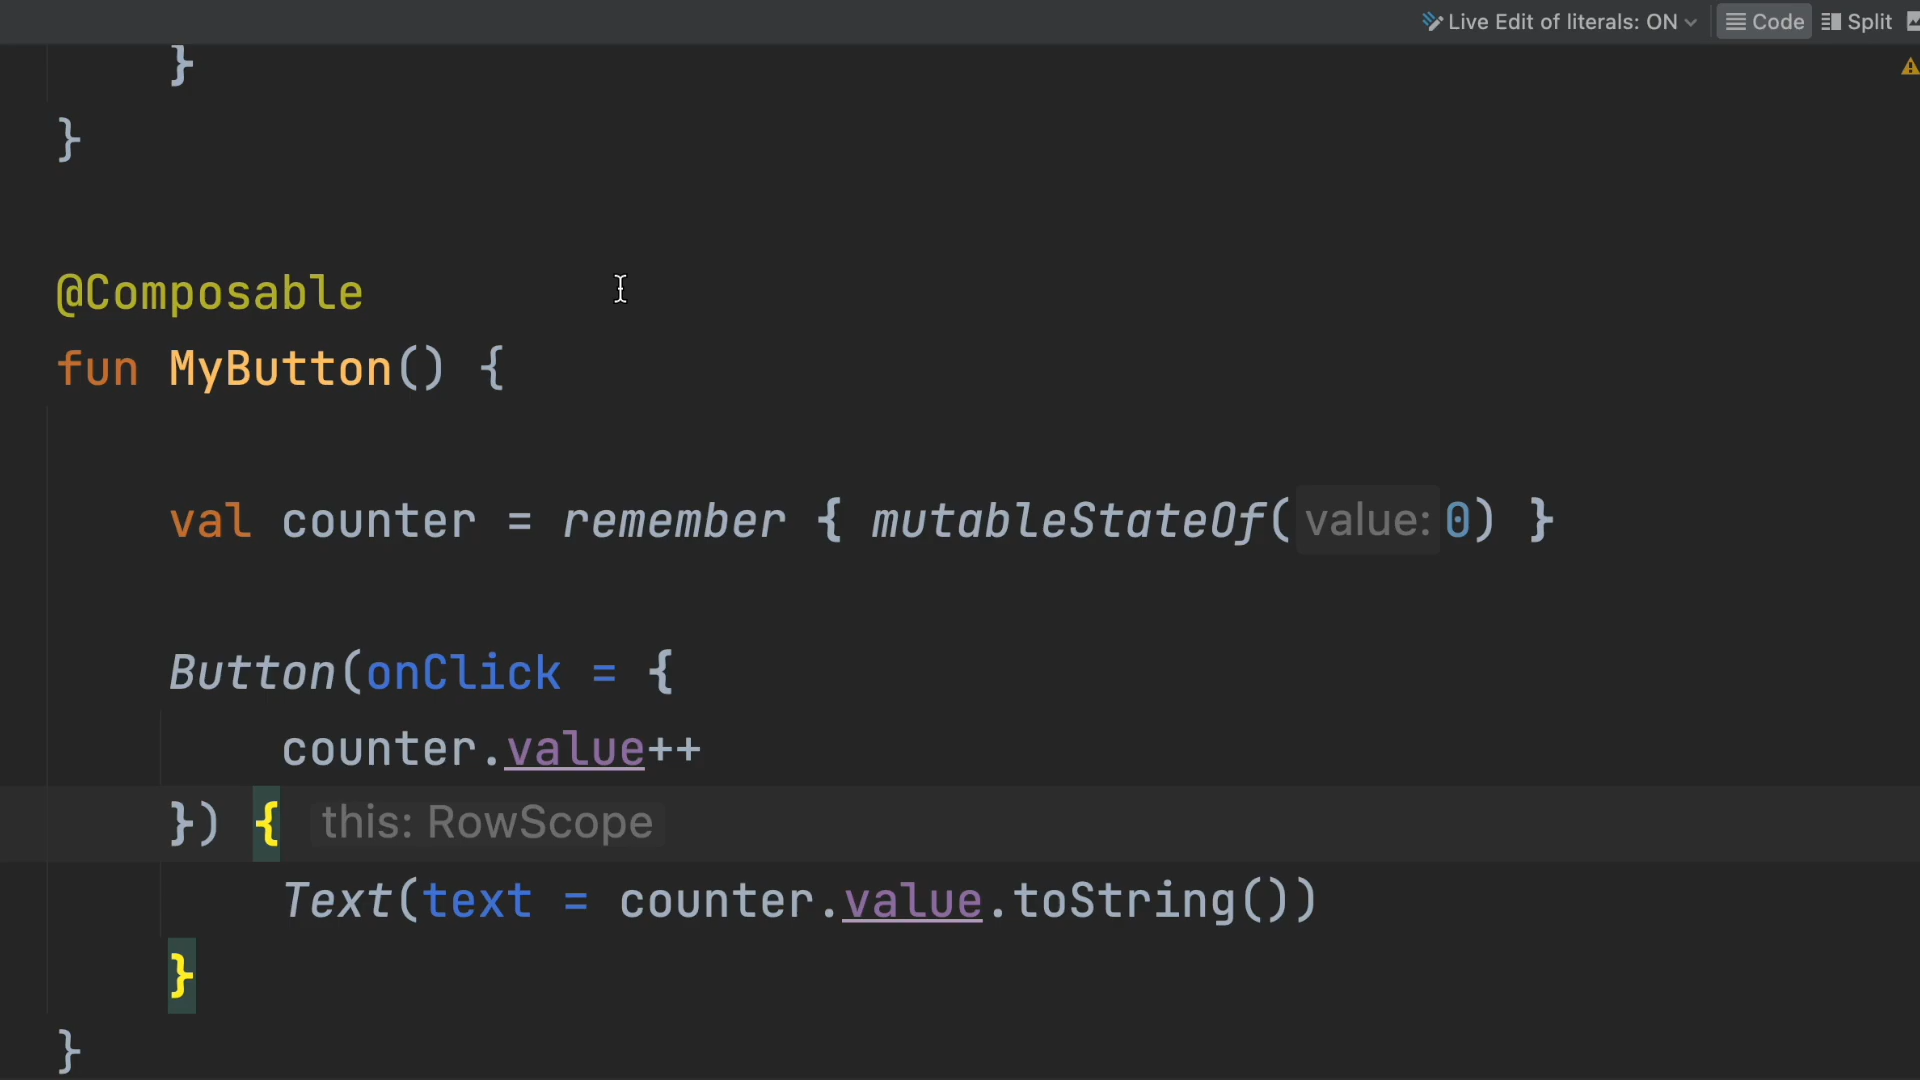 Live Edit of literals: ON Code Split
}
}
@Composable
fun MyButton() {
val counter = remember { mutableStateOf(value: 0) }
Button(onClick = {
counter.value++
}) { this: RowScope
Text(text = counter.value.toString())
}
}